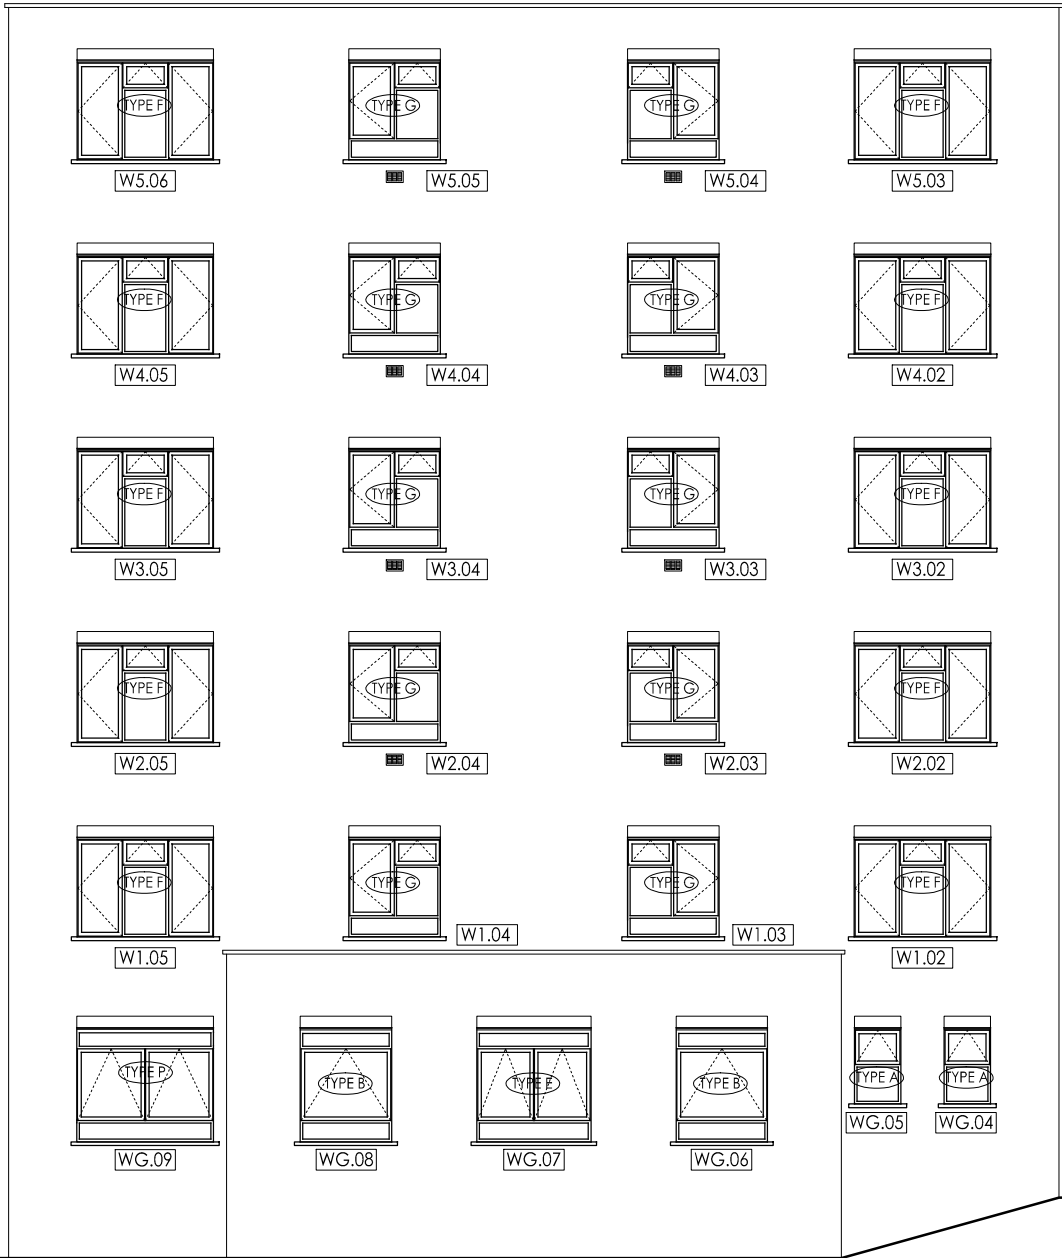 TYPE F
TYPE G
TYPE G
TYPE F
W5.06
W5.05
W5.04
W5.03
TYPE F
TYPE G
TYPE G
TYPE F
W4.05
W4.04
W4.03
W4.02
TYPE F
TYPE G
TYPE G
TYPE F
W3.05
W3.04
W3.03
W3.02
TYPE F
TYPE G
TYPE G
TYPE F
W2.05
W2.04
W2.03
W2.02
TYPE F
TYPE G
TYPE G
TYPE F
W1.05
W1.04
W1.03
W1.02
TYPE P
TYPE B
TYPE E
TYPE B
TYPE A
TYPE A
WG.09
WG.08
WG.07
WG.06
WG.05
WG.04